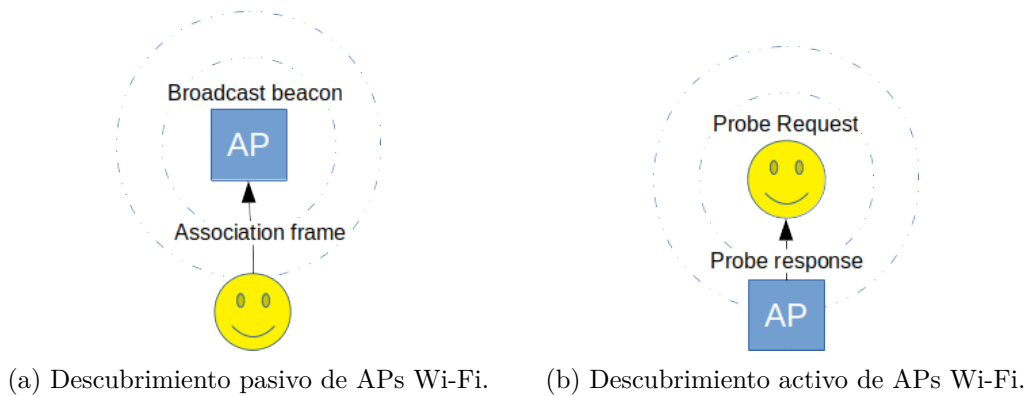 Broadcast beacon
AP
Association frame
(a) Descubrimiento pasivo de APs Wi-Fi.
Probe Request
Probe response
AP
(b) Descubrimiento activo de APs Wi-Fi.